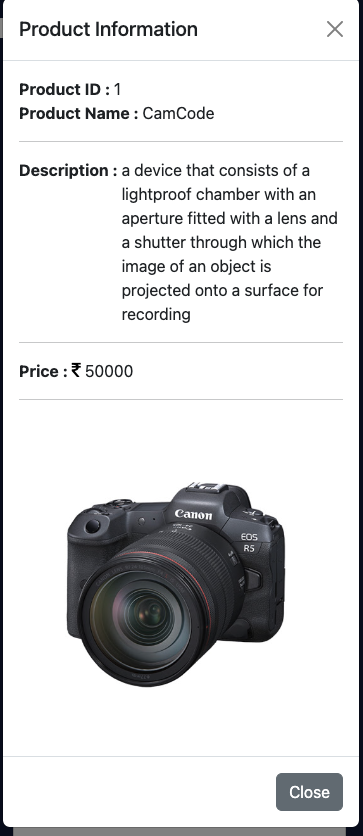 Product Information
Product ID : 1
Product Name : CamCode
Description : a device that consists of a
lightproof chamber with an
aperture fitted with a lens and
a shutter through which the
image of an object is
projected onto a surface for
recording
Price : ₹ 50000
Canon
EOS
R5
Close